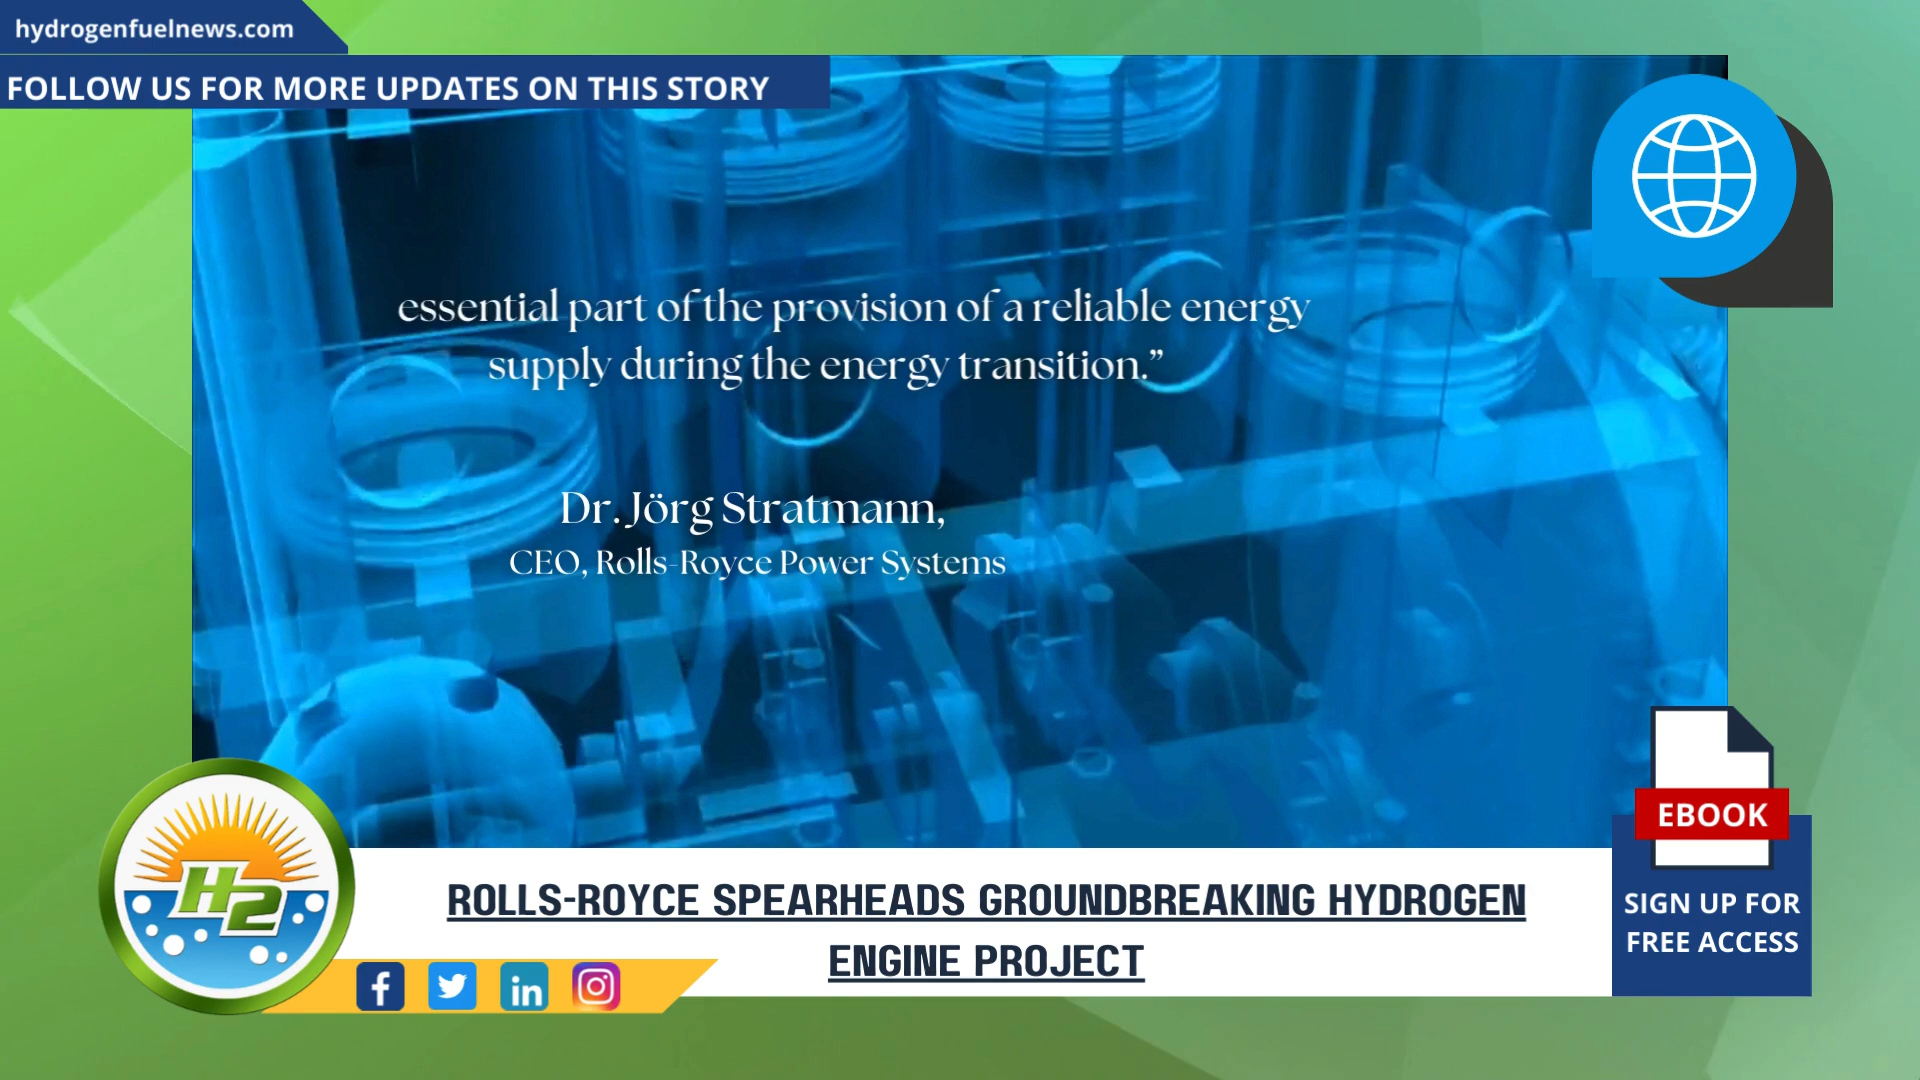 hydrogenfuelnews.com
FOLLOW US FOR MORE UPDATES ON THIS STORY
essential part of the provision of a reliable energy
supply during the energy transition.”
Dr. Jörg Stratmann,
CEO, Rolls-Royce Power Systems
H2
ROLLS-ROYCE SPEARHEADS GROUNDBREAKING HYDROGEN
ENGINE PROJECT
EBOOK
SIGN UP FOR
FREE ACCESS